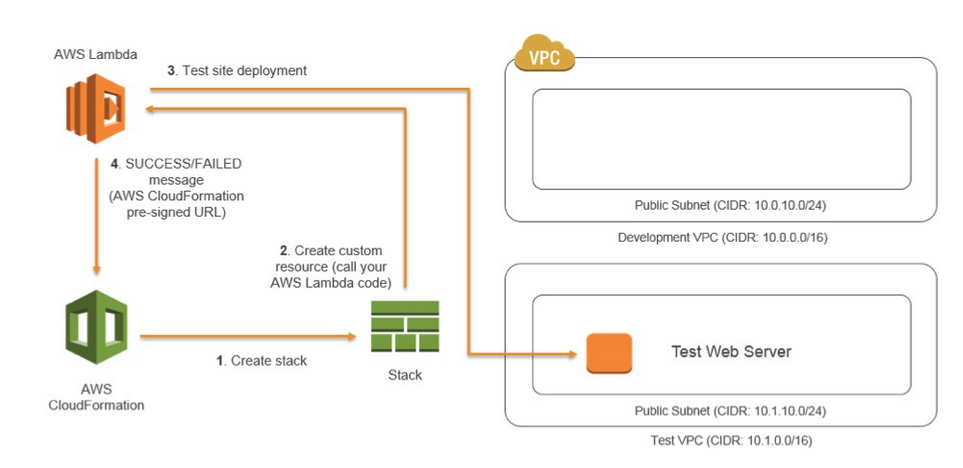 AWS Lambda
3. Test site deployment
VPC
4. SUCCESS/FAILED
message
(AWS CloudFormation
pre-signed URL)
Public Subnet (CIDR: 10.0.10.0/24)
Development VPC (CIDR: 10.0.0.0/16)
2. Create custom
resource (call your
AWS Lambda code)
1. Create stack
Stack
AWS
CloudFormation
Test Web Server
Public Subnet (CIDR: 10.1.10.0/24)
Test VPC (CIDR: 10.1.0.0/16)